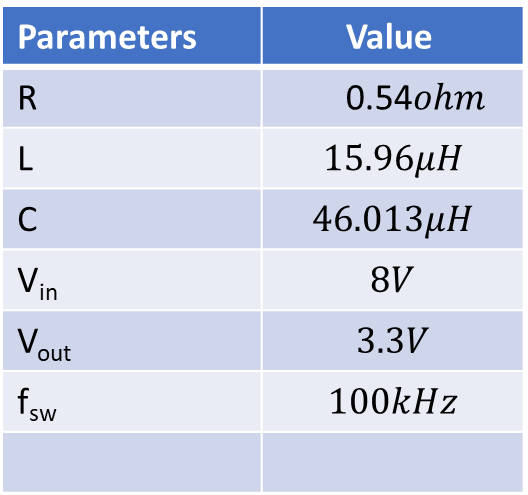 Parameters Value
R 0.54ohm
L 15.96μH
C 46.013μH
Vin 8V
Vout 3.3V
fsw 100kHz